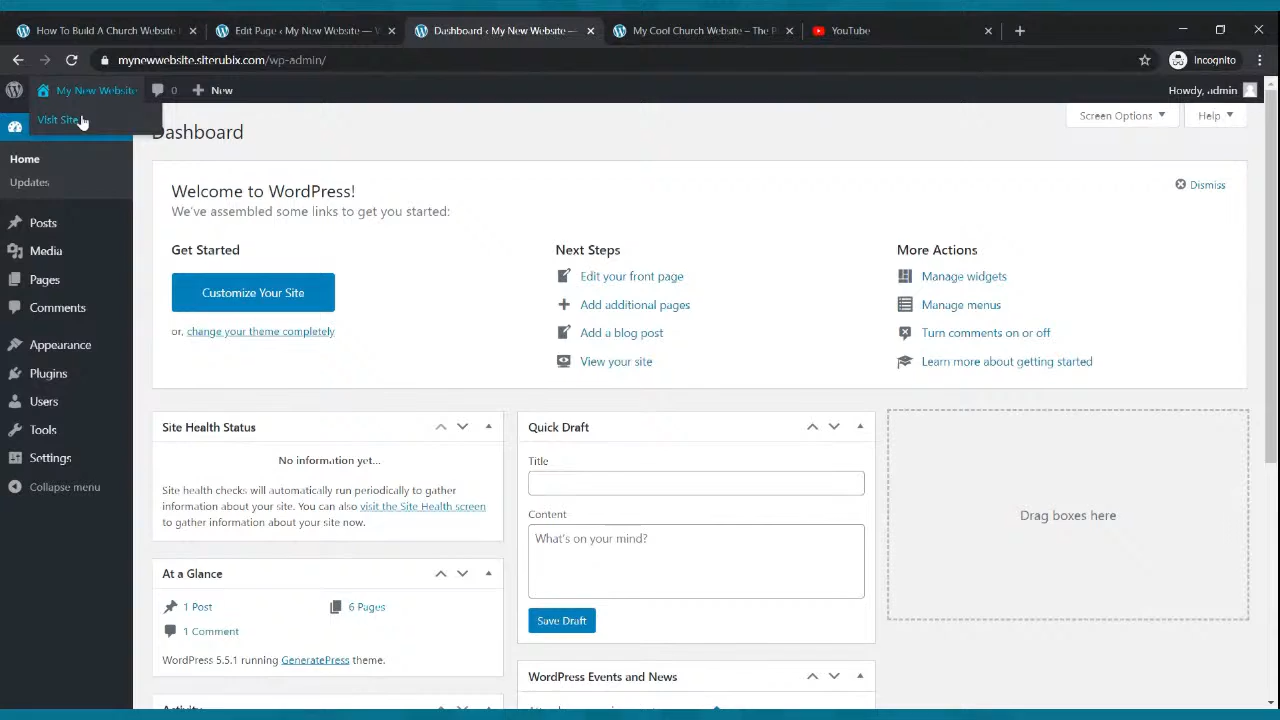 How To Build A Church Website
Edit Page ‹ My New Website —
Dashboard ‹ My New Website —
My Cool Church Website – The
YouTube
mynewwebsite.siterubix.com/wp-admin/
Incognito
My New Website
0
New
Howdy, admin
Visit Site
Dashboard
Screen Options
Help
Home
Updates
Posts
Media
Pages
Comments
Appearance
Plugins
Users
Tools
Settings
Collapse menu
Welcome to WordPress!
We've assembled some links to get you started:
Dismiss
Get Started
Customize Your Site
or, change your theme completely
Next Steps
Edit your front page
Add additional pages
Add a blog post
View your site
More Actions
Manage widgets
Manage menus
Turn comments on or off
Learn more about getting started
Site Health Status
No information yet...
Site health checks will automatically run periodically to gather
information about your site. You can also visit the Site Health screen
to gather information about your site now.
At a Glance
1 Post
6 Pages
1 Comment
WordPress 5.5.1 running GeneratePress theme.
Activity
Quick Draft
Title
Content
What's on your mind?
Save Draft
WordPress Events and News
Drag boxes here